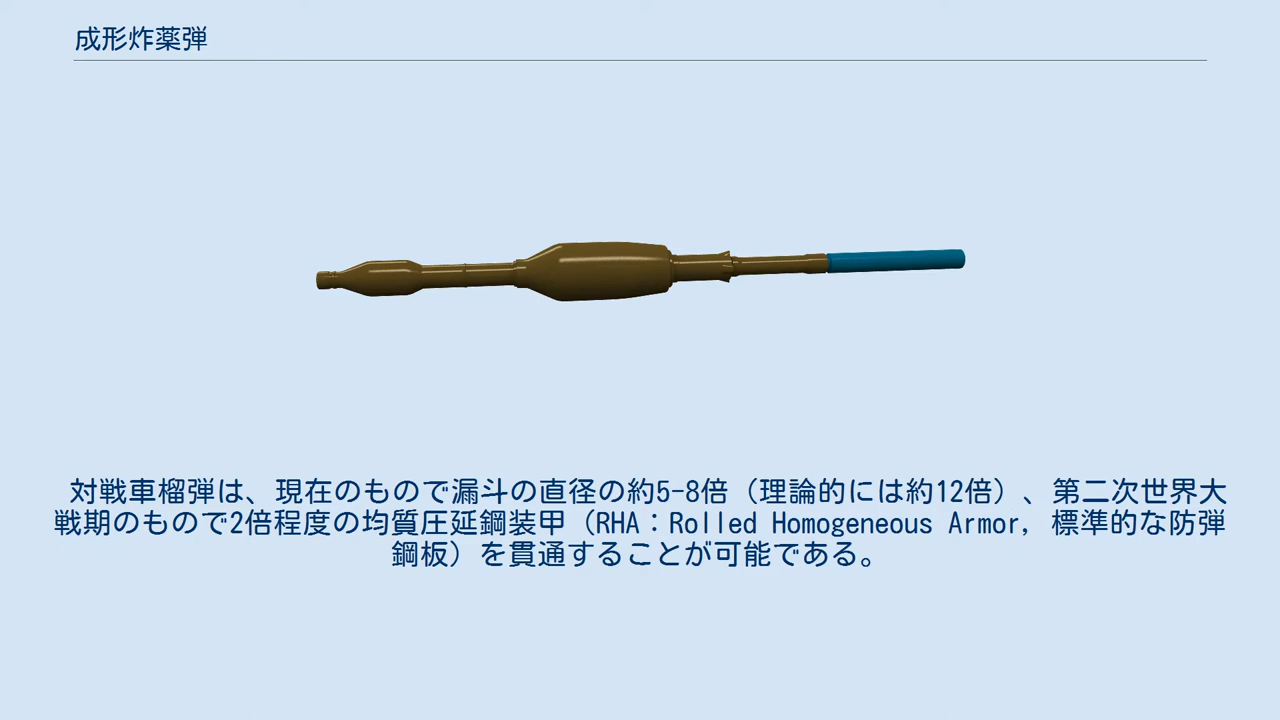 成形炸薬弾
対戦車榴弾は、現在のもので漏斗の直径の約5-8倍（理論的には約12倍）、第二次世界大
戦期のもので2倍程度の均質圧延鋼装甲（RHA：Rolled Homogeneous Armor, 標準的な防弾
鋼板）を貫通することが可能である。